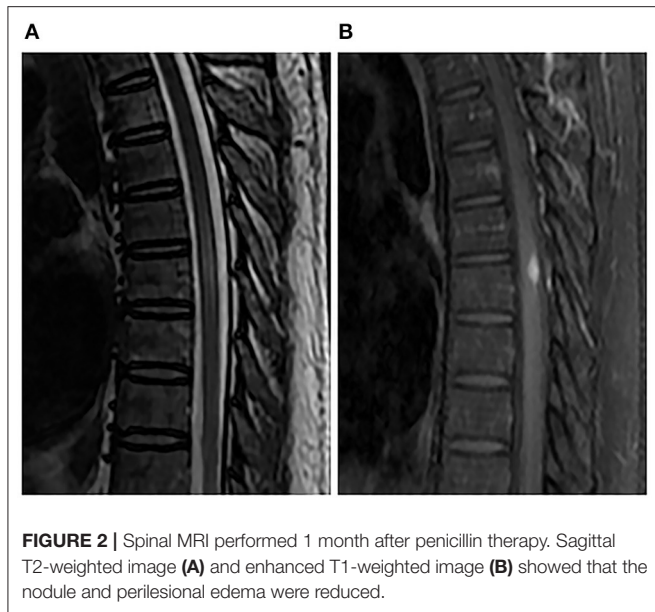 A
B
FIGURE 2 | Spinal MRI performed 1 month after penicillin therapy. Sagittal
T2-weighted image (A) and enhanced T1-weighted image (B) showed that the
nodule and perilesional edema were reduced.